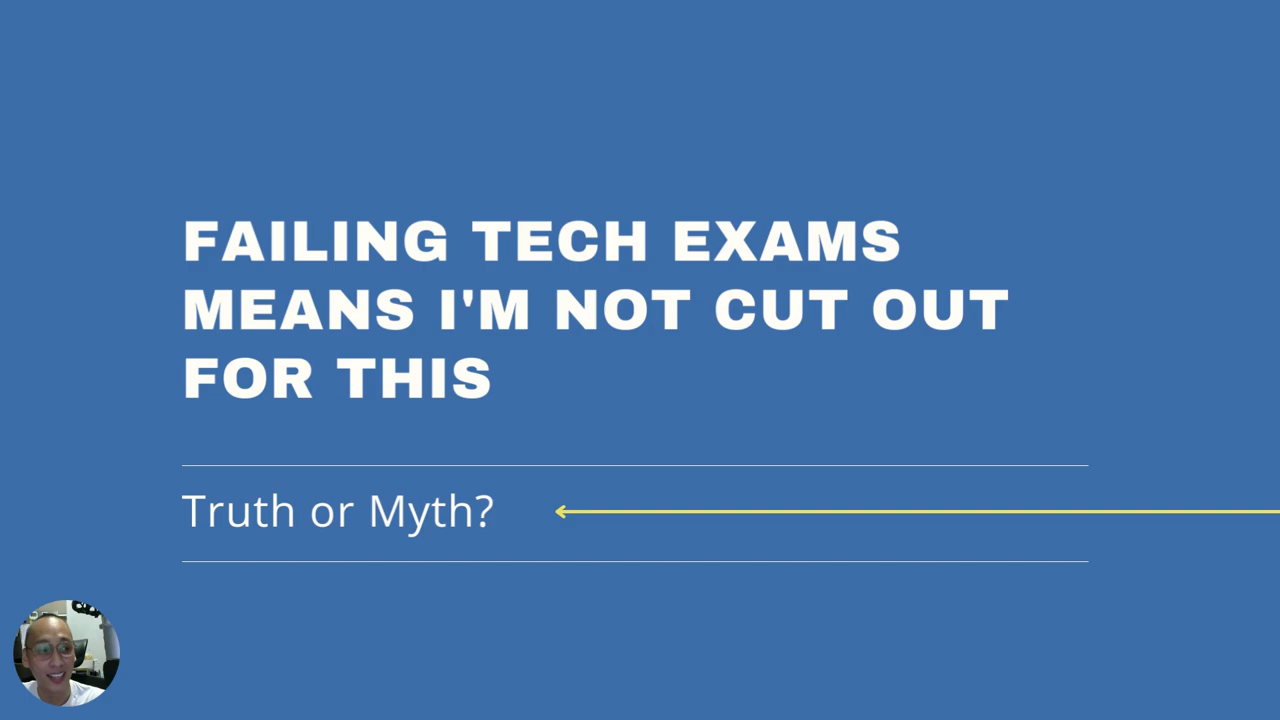 FAILING TECH EXAMS
MEANS I'M NOT CUT OUT
FOR THIS
Truth or Myth?